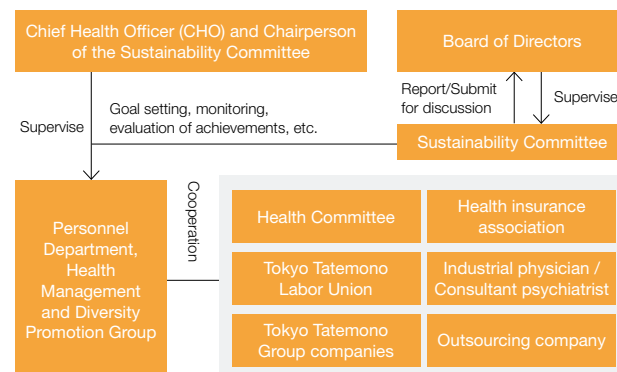 Chief Health Officer (CHO) and Chairperson
of the Sustainability Committee
Board of Directors
Report/Submit
for discussion
Supervise
Goal setting, monitoring,
evaluation of achievements, etc.
Supervise
Sustainability Committee
Personnel
Department,
Health
Management
and Diversity
Promotion Group
Cooperation
Health Committee
Health insurance
association
Tokyo Tatemono
Labor Union
Industrial physician /
Consultant psychiatrist
Tokyo Tatemono
Group companies
Outsourcing company